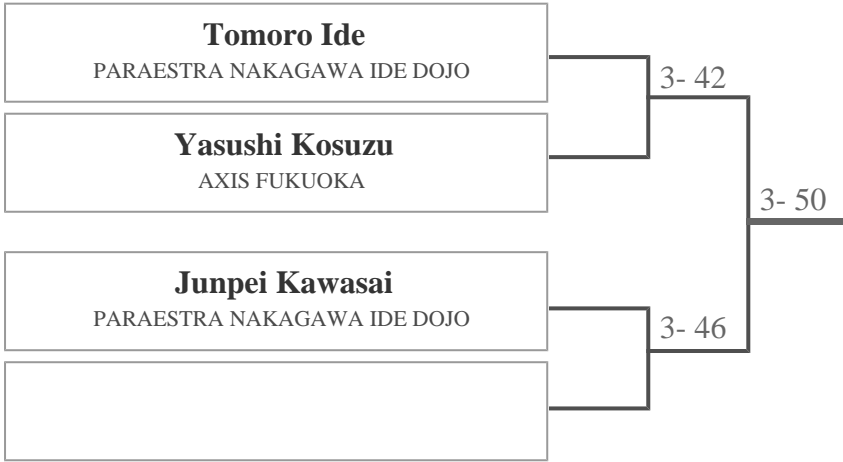 Tomoro Ide
PARAESTRA NAKAGAWA IDE DOJO
3- 42
Yasushi Kosuzu
AXIS FUKUOKA
3- 50
Junpei Kawasai
PARAESTRA NAKAGAWA IDE DOJO
3- 46